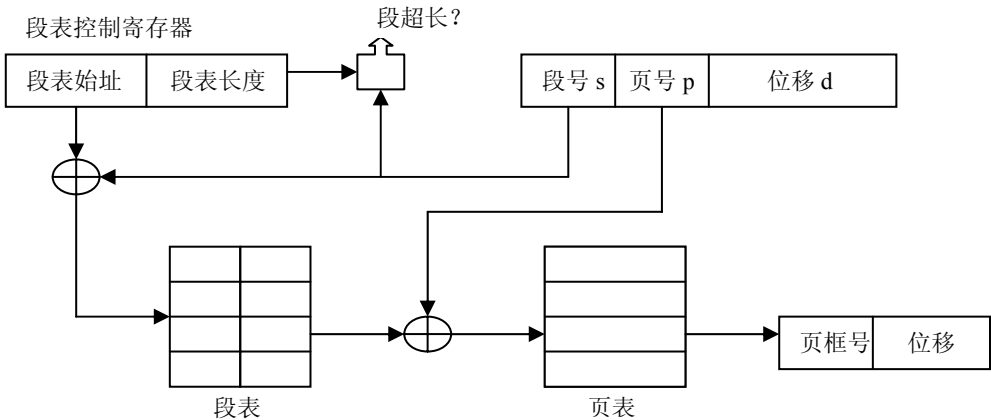 段超长？
段表控制寄存器
段表始址 段表长度 段号 s 页号 p 位移 d
页框号 位移
段表 页表